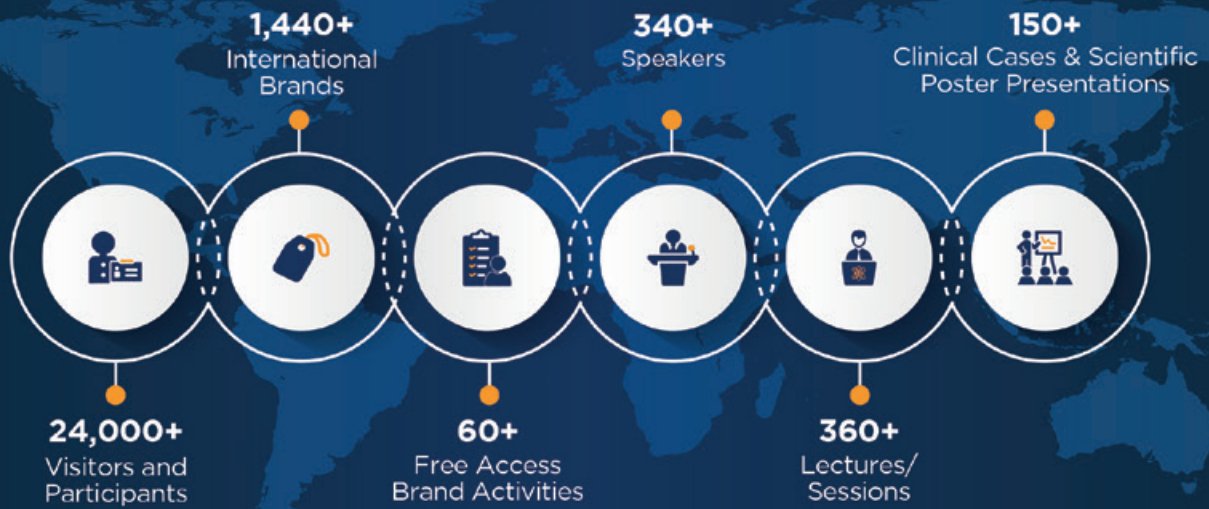 1,440+
International
Brands
340+
Speakers
150+
Clinical Cases & Scientific
Poster Presentations
24,000+
Visitors and
Participants
60+
Free Access
Brand Activities
360+
Lectures/
Sessions